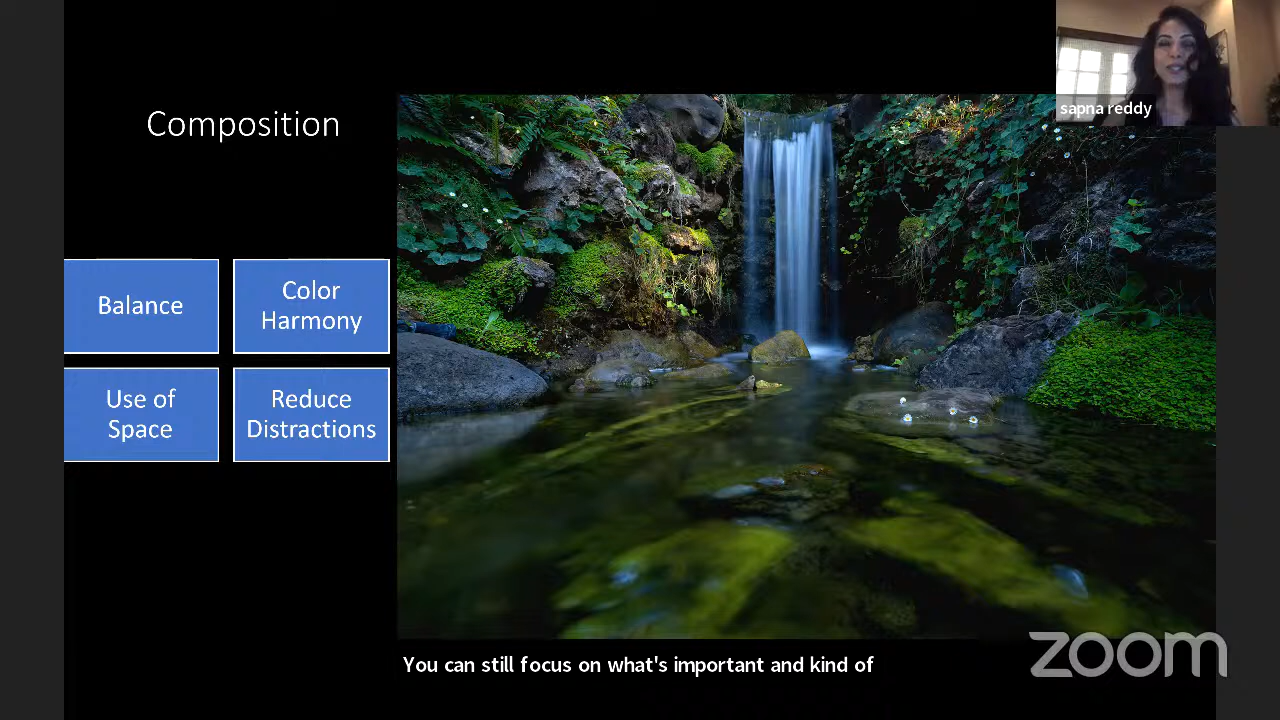 sapna reddy
Composition
Balance
Color
Harmony
Use of
Space
Reduce
Distractions
You can still focus on what's important and kind of
zoom